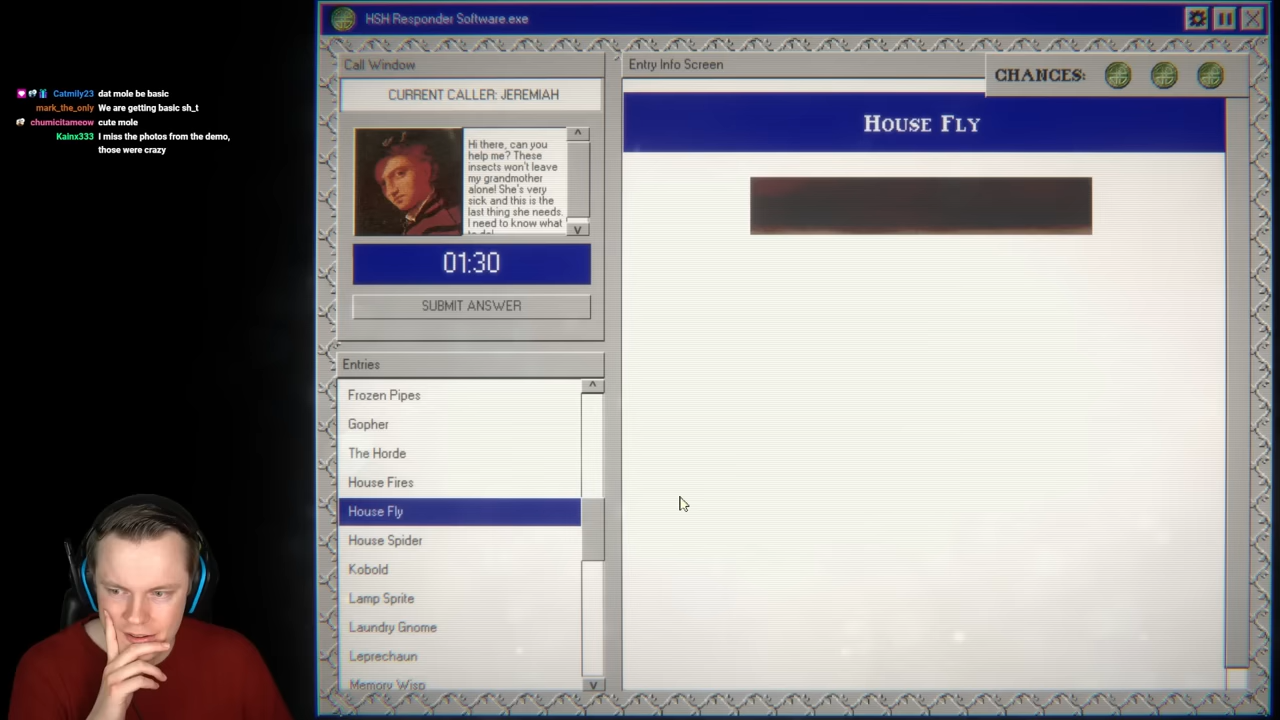 HSH Responder Software.exe
Call Window
CURRENT CALLER: JEREMIAH
Hi there, can you
help me? These
insects won't leave
my grandmother
alone! She's very
sick and this is the
last thing she needs.
I need to know what
to do!
01:30
SUBMIT ANSWER
Entries
Frozen Pipes
Gopher
The Horde
House Fires
House Fly
House Spider
Kobold
Lamp Sprite
Laundry Gnome
Leprechaun
Memory Wisp
Entry Info Screen
CHANCES:
House Fly
Catmily23 dat mole be basic
mark_the_only We are getting basic sh_t
chumicitameow cute mole
Kainx333 I miss the photos from the demo,
those were crazy